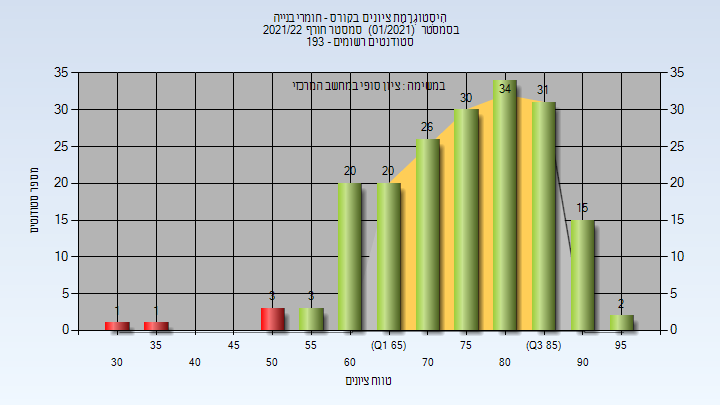 היסטוגרמת ציונים בקורס - חומרי בנייה
בסמסטר (01/2021) סמסטר חורף 2021/22
סטודנטים רשומים - 193
במשימה : ציון סופי במחשב המרכזי
מספר סטודנטים
35 30 25 20 15 10 5 0
1 1 3 3 20 20 26 30 34 31 15 2
35 30 25 20 15 10 5 0
35 45 55 (Q1 65) 75 (Q3 85) 95
30 40 50 60 70 80 90
טווח ציונים